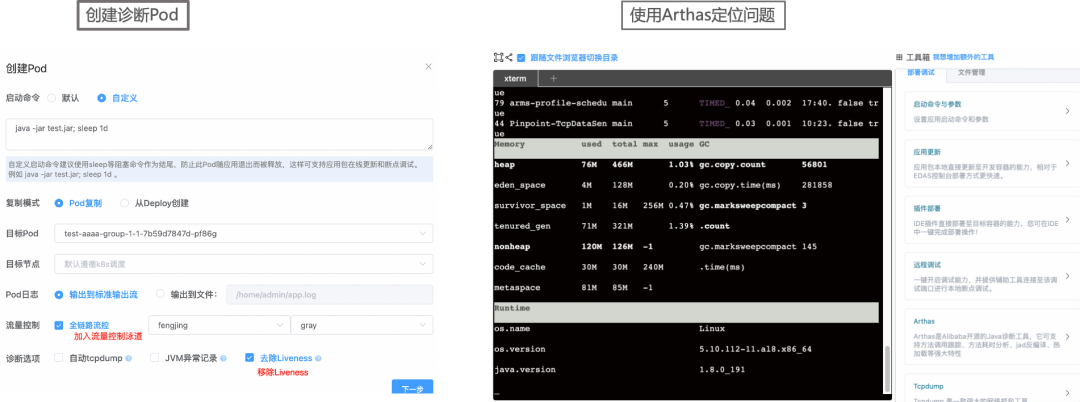 创建诊断Pod
使用Arthas定位问题
创建Pod
启动命令 默认 自定义
java -jar test.jar; sleep 1d
自定义启动命令建议使用sleep等阻塞命令作为结尾，防止此Pod随应用退出而被释放，这样可支持应用包在线更新和断点调试。
例如 java -jar test.jar; sleep 1d 。
复制模式 Pod复制 从Deploy创建
目标Pod test-aaaa-group-1-1-7b59d7847d-pf86g
目标节点 默认遵循k8s调度
Pod日志 输出到标准输出流 输出到文件： /home/admin/app.log
流量控制 全链路流控 fengjing gray
加入流量控制泳道
诊断选项 自动tcpdump JVM异常记录 去除Liveness
移除Liveness
下一步
跟随文件浏览器切换目录
xterm +
ue
79 arms-profile-schedu main 5 TIMED_ 0.04 0.002 17:40. false tr
ue
44 Pinpoint-TcpDataSen main 5 TIMED_ 0.03 0.001 10:23. false tr
ue
Memory used total max usage GC
heap 76M 466M 1.03% gc.copy.count 56801
eden_space 4M 128M 0.20% gc.copy.time(ms) 281858
survivor_space 1M 16M 256M 0.47% gc.marksweepcompact 3
tenured_gen 71M 321M 1.39% .count
nonheap 120M 126M -1 gc.marksweepcompact 145
code_cache 30M 30M 240M .time(ms)
metaspace 81M 85M -1
Runtime
os.name Linux
os.version 5.10.112-11.al8.x86_64
java.version 1.8.0_191
工具箱 我想增加额外的工具
部署调试 文件管理
启动命令与参数
设置应用启动命令和参数
应用更新
应用包本地直接更新至开发容器的能力，相对于
EDAS控制台部署方式更快速。
插件部署
IDE插件直接部署至目标容器的能力，您可在IDE
中一键完成部署操作！
远程调试
一键开启调试能力，并提供辅助工具连接至该调
试端口进行本地断点调试。
Arthas
Arthas是Alibaba开源的Java诊断工具，它可支
持方法调用跟踪、方法耗时分析、jad反编译、热
加载等强大特性
Tcpdump
Tcpdump 是一款强大的网络抓包工具